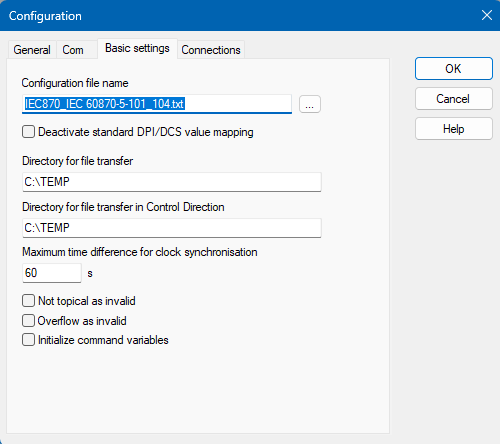 Configuration
General Com Basic settings Connections
Configuration file name
IEC870_IEC 60870-5-101_104.txt ...
Deactivate standard DPI/DCS value mapping
Directory for file transfer
C:\TEMP
Directory for file transfer in Control Direction
C:\TEMP
Maximum time difference for clock synchronisation
60 s
Not topical as invalid
Overflow as invalid
Initialize command variables
OK
Cancel
Help